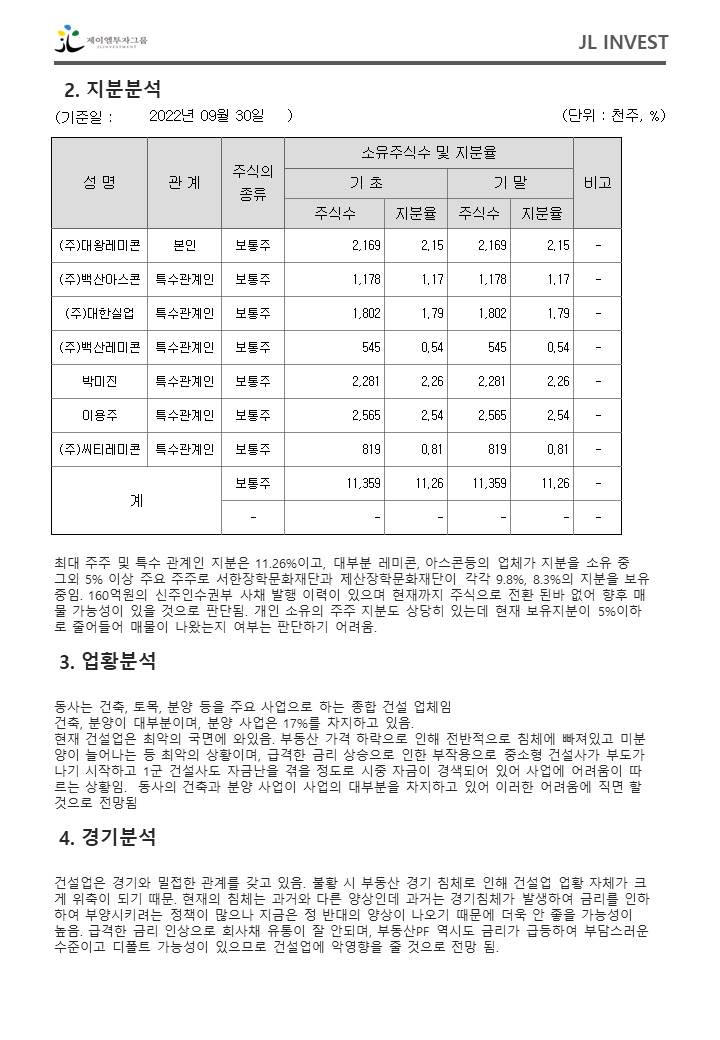 제이엘투자그룹
JL INVESTMENT
JL INVEST
2. 지분분석
(기준일 : 2022년 09월 30일 ) (단위 : 천주, %)
성 명 관 계 주식의 종류 소유주식수 및 지분율 비고
기 초 기 말
주식수 지분율 주식수 지분율
(주)대왕레미콘 본인 보통주 2,169 2.15 2,169 2.15 -
(주)백산아스콘 특수관계인 보통주 1,178 1.17 1,178 1.17 -
(주)대한실업 특수관계인 보통주 1,802 1.79 1,802 1.79 -
(주)백산레미콘 특수관계인 보통주 545 0.54 545 0.54 -
박미진 특수관계인 보통주 2,281 2.26 2,281 2.26 -
이용주 특수관계인 보통주 2,565 2.54 2,565 2.54 -
(주)씨티레미콘 특수관계인 보통주 819 0.81 819 0.81 -
계 보통주 11,359 11.26 11,359 11.26 -
- - - - - -
최대 주주 및 특수 관계인 지분은 11.26%이고, 대부분 레미콘, 아스콘등의 업체가 지분을 소유 중
그외 5% 이상 주요 주주로 서한장학문화재단과 제산장학문화재단이 각각 9.8%, 8.3%의 지분을 보유
중임. 160억원의 신주인수권부 사채 발행 이력이 있으며 현재까지 주식으로 전환 된바 없어 향후 매
물 가능성이 있을 것으로 판단됨. 개인 소유의 주주 지분도 상당히 있는데 현재 보유지분이 5%이하
로 줄어들어 매물이 나왔는지 여부는 판단하기 어려움.
3. 업황분석
동사는 건축, 토목, 분양 등을 주요 사업으로 하는 종합 건설 업체임
건축, 분양이 대부분이며, 분양 사업은 17%를 차지하고 있음.
현재 건설업은 최악의 국면에 와있음. 부동산 가격 하락으로 인해 전반적으로 침체에 빠져있고 미분
양이 늘어나는 등 최악의 상황이며, 급격한 금리 상승으로 인한 부작용으로 중소형 건설사가 부도가
나기 시작하고 1군 건설사도 자금난을 겪을 정도로 시중 자금이 경색되어 있어 사업에 어려움이 따
르는 상황임. 동사의 건축과 분양 사업이 사업의 대부분을 차지하고 있어 이러한 어려움에 직면 할
것으로 전망됨
4. 경기분석
건설업은 경기와 밀접한 관계를 갖고 있음. 불황 시 부동산 경기 침체로 인해 건설업 업황 자체가 크
게 위축이 되기 때문. 현재의 침체는 과거와 다른 양상인데 과거는 경기침체가 발생하여 금리를 인하
하여 부양시키려는 정책이 많으나 지금은 정 반대의 양상이 나오기 때문에 더욱 안 좋을 가능성이
높음. 급격한 금리 인상으로 회사채 유통이 잘 안되며, 부동산PF 역시도 금리가 급등하여 부담스러운
수준이고 디폴트 가능성이 있으므로 건설업에 악영향을 줄 것으로 전망 됨.